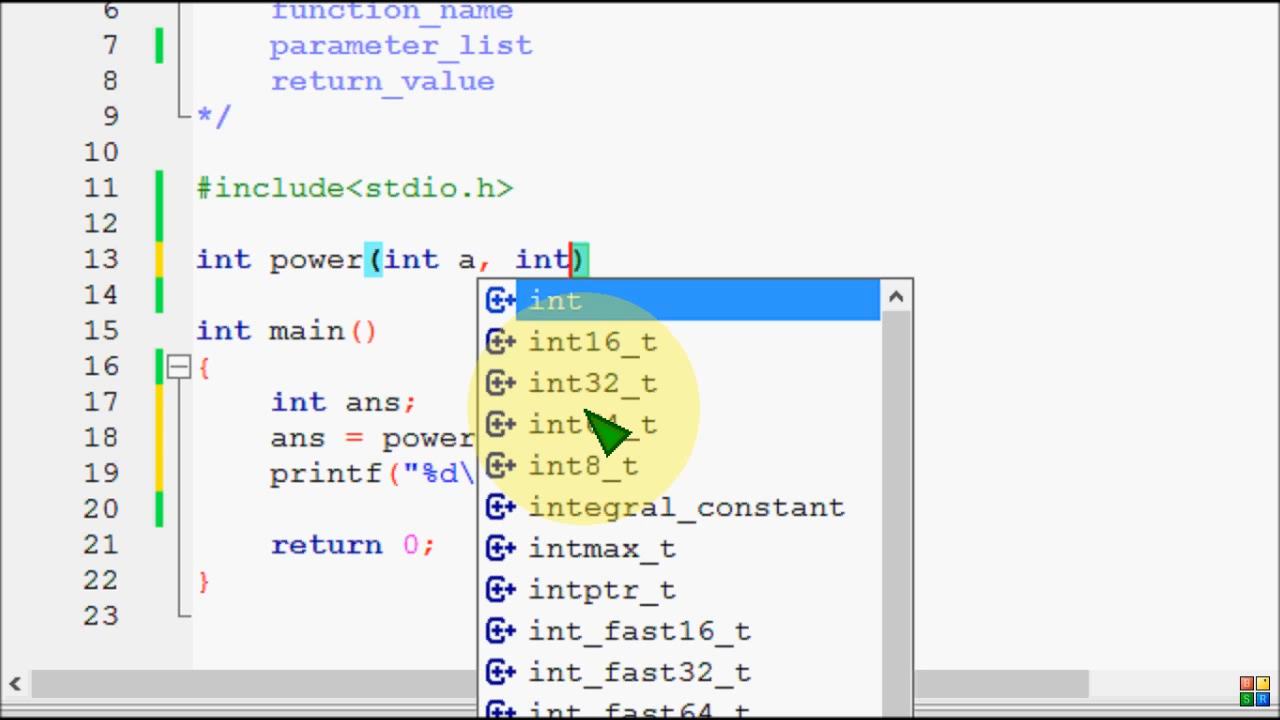 6 function_name
7 parameter_list
8 return_value
9 */
10
11 #include<stdio.h>
12
13 int power(int a, int)
14
15 int main()
16 {
17 int ans;
18 ans = power
19 printf("%d\
20
21 return 0;
22 }
23
int
int16_t
int32_t
int64_t
int8_t
integral_constant
intmax_t
intptr_t
int_fast16_t
int_fast32_t
int_fast64_t